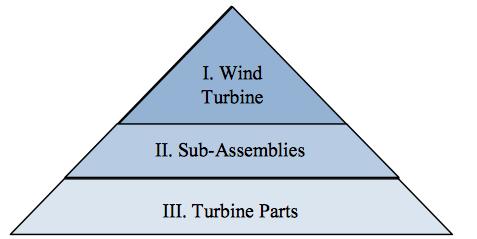 I. Wind
Turbine
II. Sub-Assemblies
III. Turbine Parts